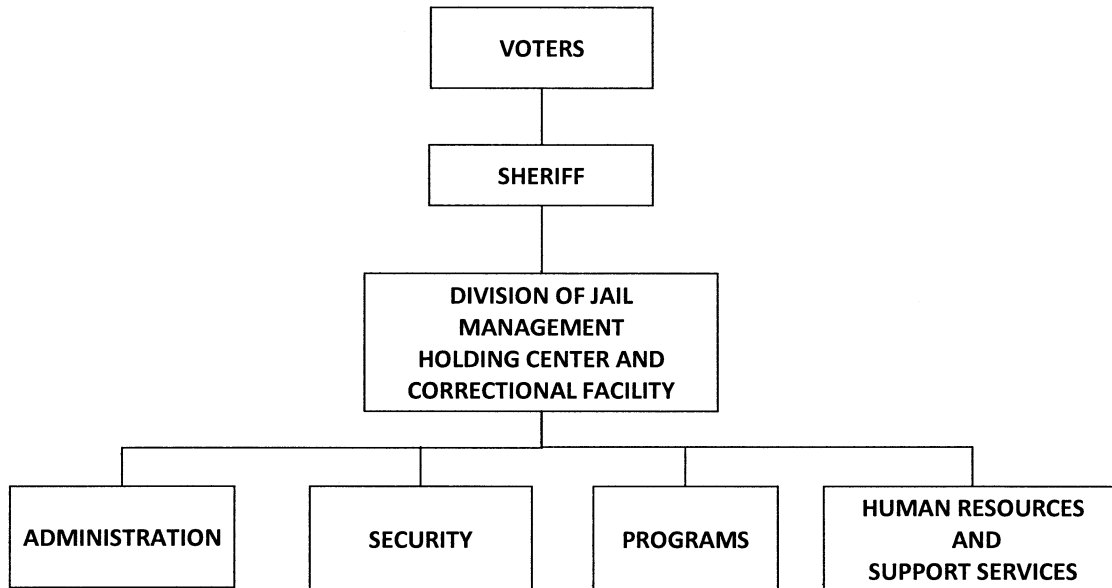 VOTERS
SHERIFF
DIVISION OF JAIL
MANAGEMENT
HOLDING CENTER AND
CORRECTIONAL FACILITY
ADMINISTRATION
SECURITY
PROGRAMS
HUMAN RESOURCES
AND
SUPPORT SERVICES